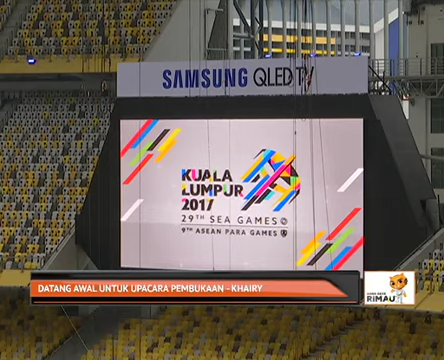 SAMSUNG QLED TV
KUALA
LUMPUR
2017
29TH SEA GAMES
9TH ASEAN PARA GAMES
DATANG AWAL UNTUK UPACARA PEMBUKAAN - KHAIRY
RIMAU